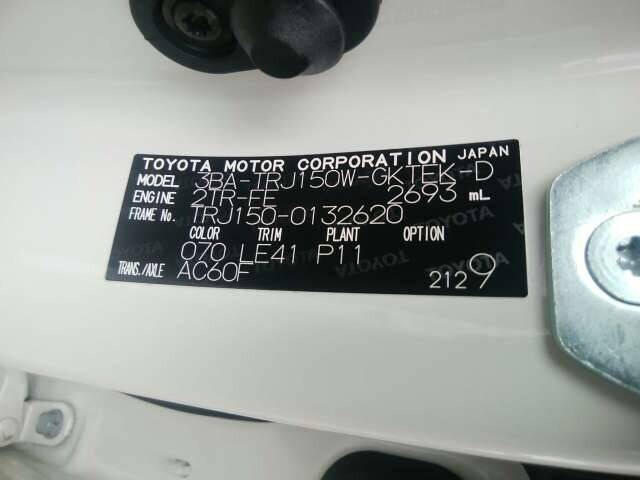 TOYOTA MOTOR CORPORATION JAPAN
MODEL 3BA-TRJ150W-GKTEK-D
ENGINE 2TR-FE 2693 mL
FRAME No. TRJ150-0132620
COLOR TRIM PLANT OPTION
070 LE41 P11
TRANS./AXLE AC60F
2129